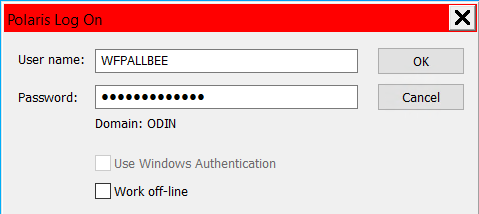 Polaris Log On
User name: WFPALLBEE OK
Password: ●●●●●●●●●●●●● Cancel
Domain: ODIN
Use Windows Authentication
Work off-line